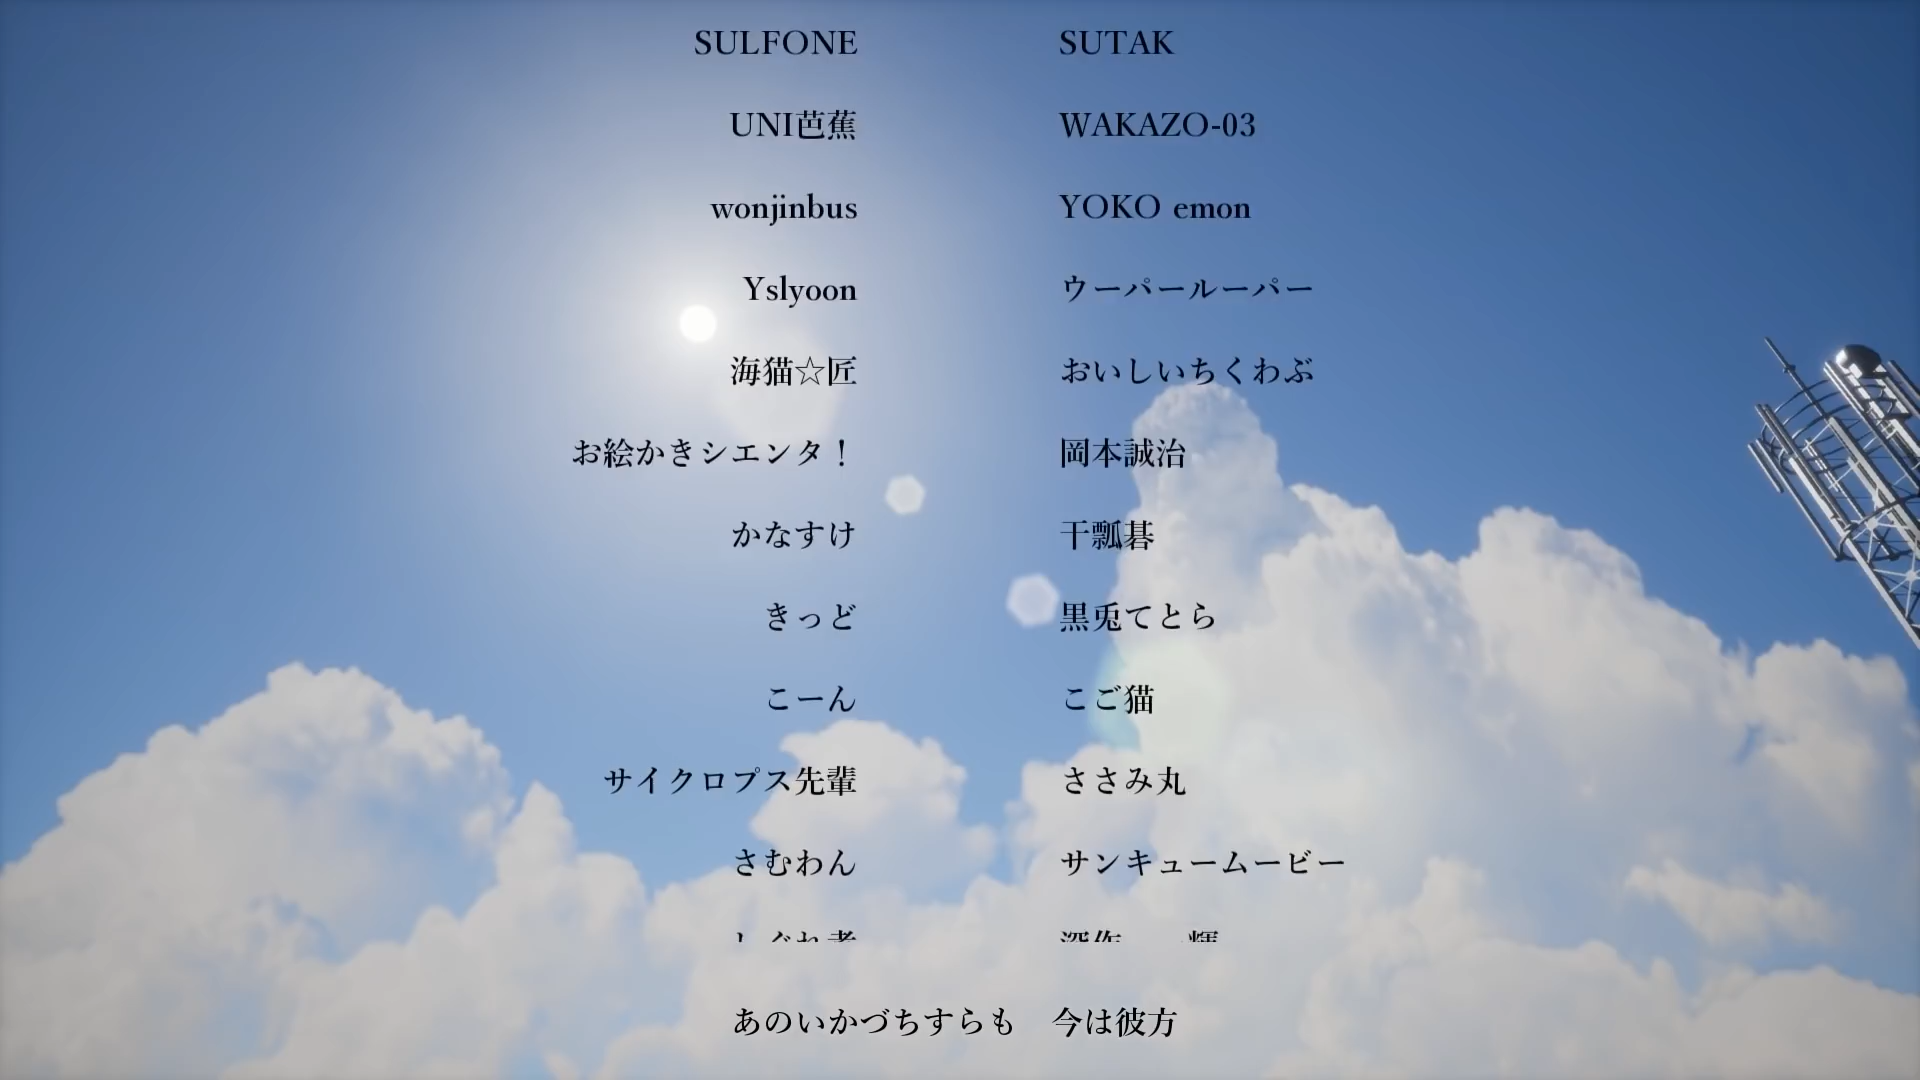 SULFONE SUTAK
UNI芭蕉 WAKAZO-03
wonjinbus YOKO emon
Yslyoon ウーパールーパー
海猫☆匠 おいしいちくわぶ
お絵かきシエンタ！ 岡本誠治
かなすけ 干瓢碁
きっど 黒兎てとら
こーん こご猫
サイクロプス先輩 ささみ丸
さむわん サンキュームービー
あのいかづちすらも　今は彼方